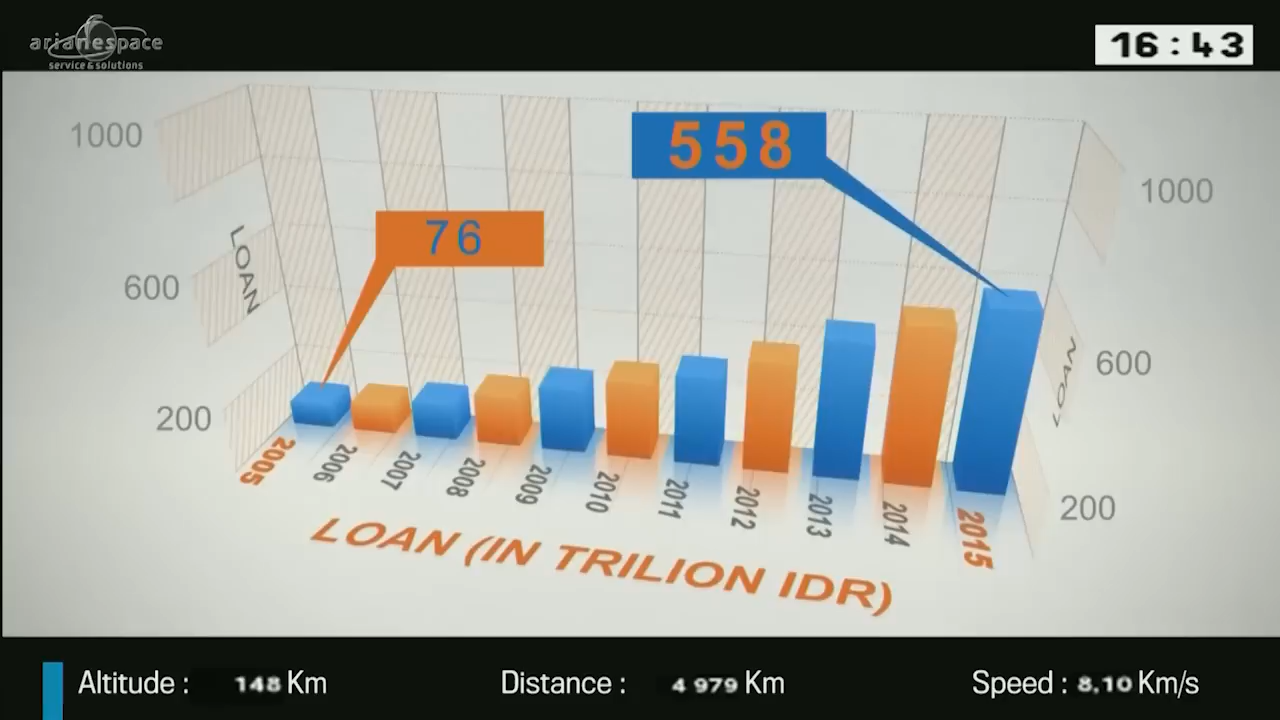 arianespace
service & solutions
16:43
1000
600
200
LOAN
76
558
1000
600
200
LOAN
2005
2006
2007
2008
2009
2010
2011
2012
2013
2014
2015
LOAN (IN TRILION IDR)
Altitude : 148 Km
Distance : 4 979 Km
Speed : 8.10 Km/s